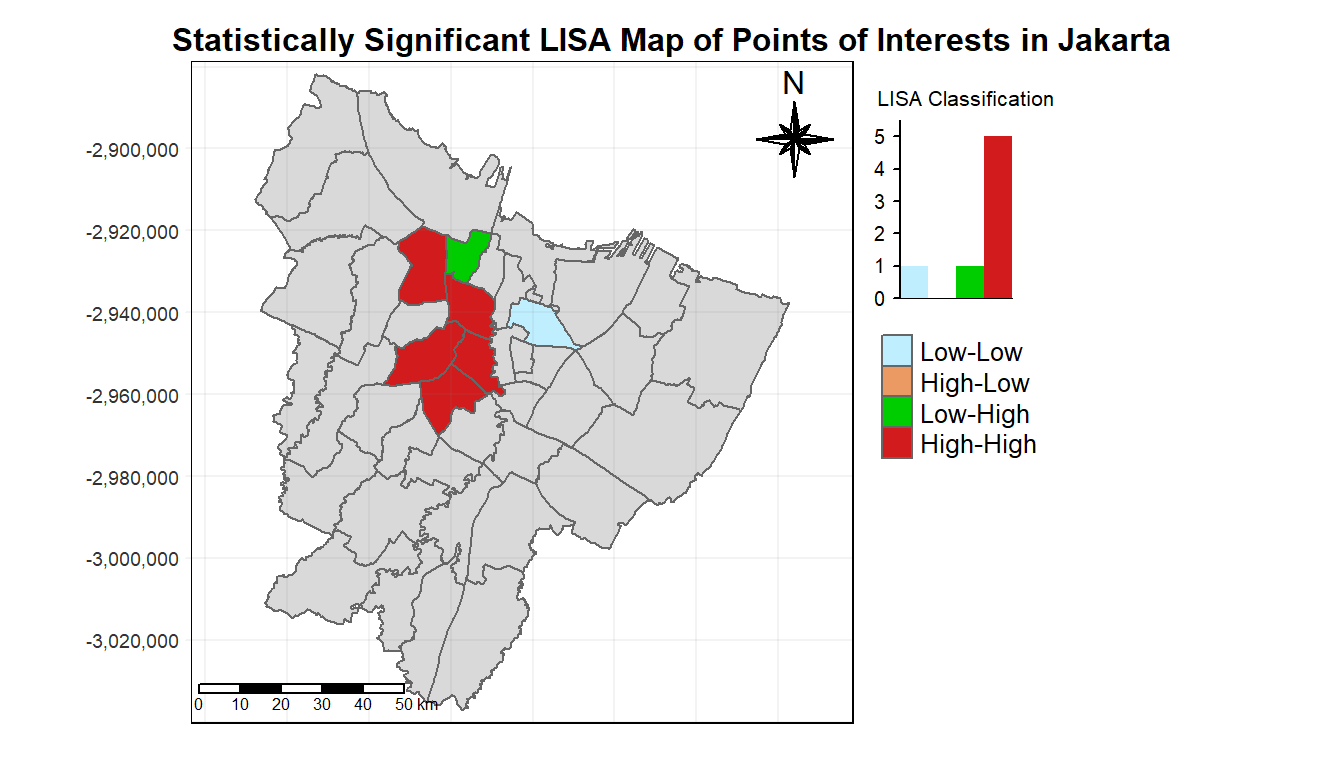 Statistically Significant LISA Map of Points of Interests in Jakarta
N
-2,900,000
-2,920,000
-2,940,000
-2,960,000
-2,980,000
-3,000,000
-3,020,000
0 10 20 30 40 50 km
LISA Classification
5
4
3
2
1
0
Low-Low
High-Low
Low-High
High-High